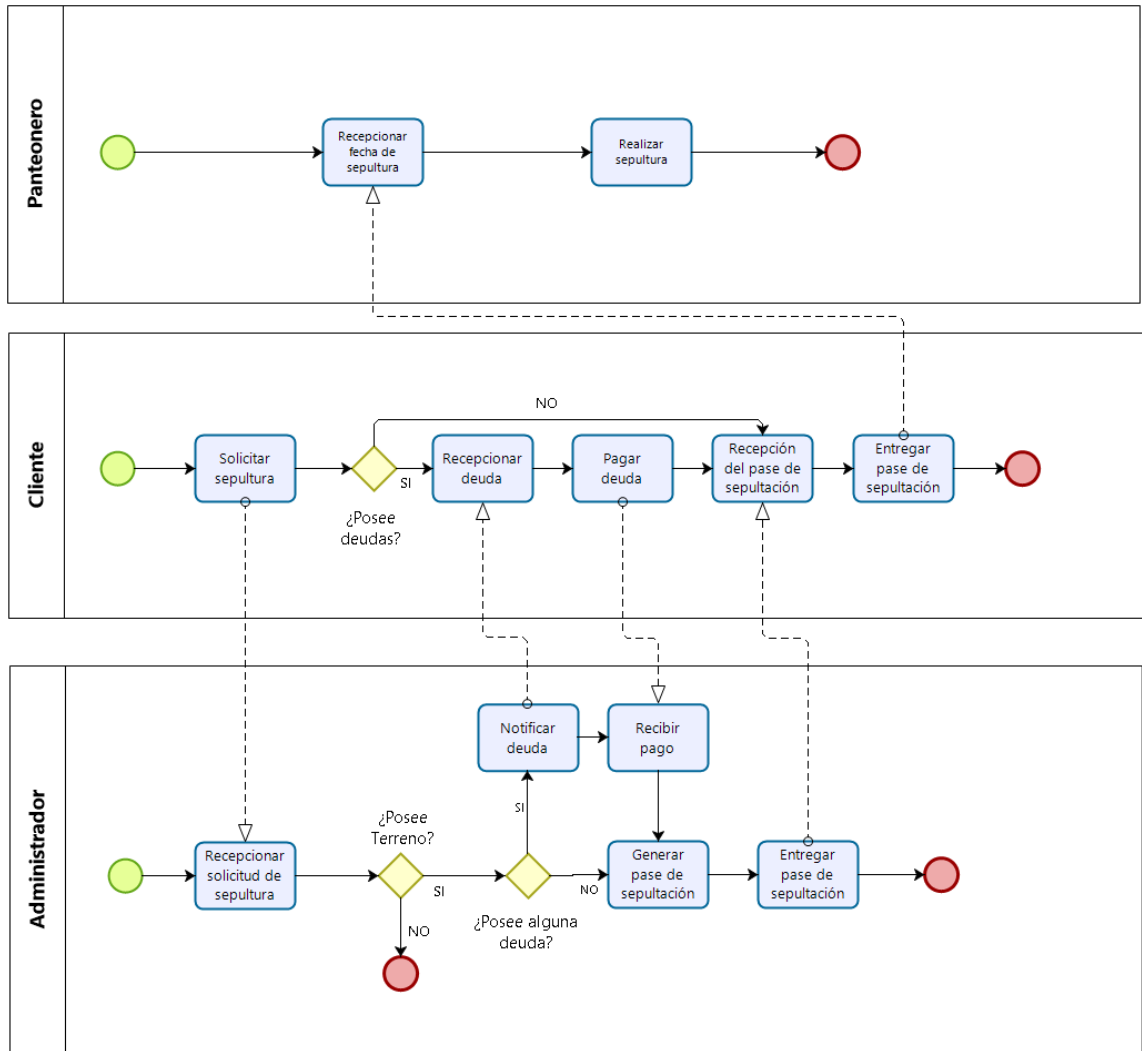 Panteonero
Recepcionar
fecha de
sepultura
Realizar
sepultura
Cliente
NO
Solicitar
sepultura
SI
¿Posee
deudas?
Recepcionar
deuda
Pagar
deuda
Recepción
del pase de
sepultación
Entregar
pase de
sepultación
Administrador
Notificar
deuda
Recibir
pago
SI
¿Posee
Terreno?
Recepcionar
solicitud de
sepultura
SI
NO
¿Posee alguna
deuda?
NO
Generar
pase de
sepultación
Entregar
pase de
sepultación